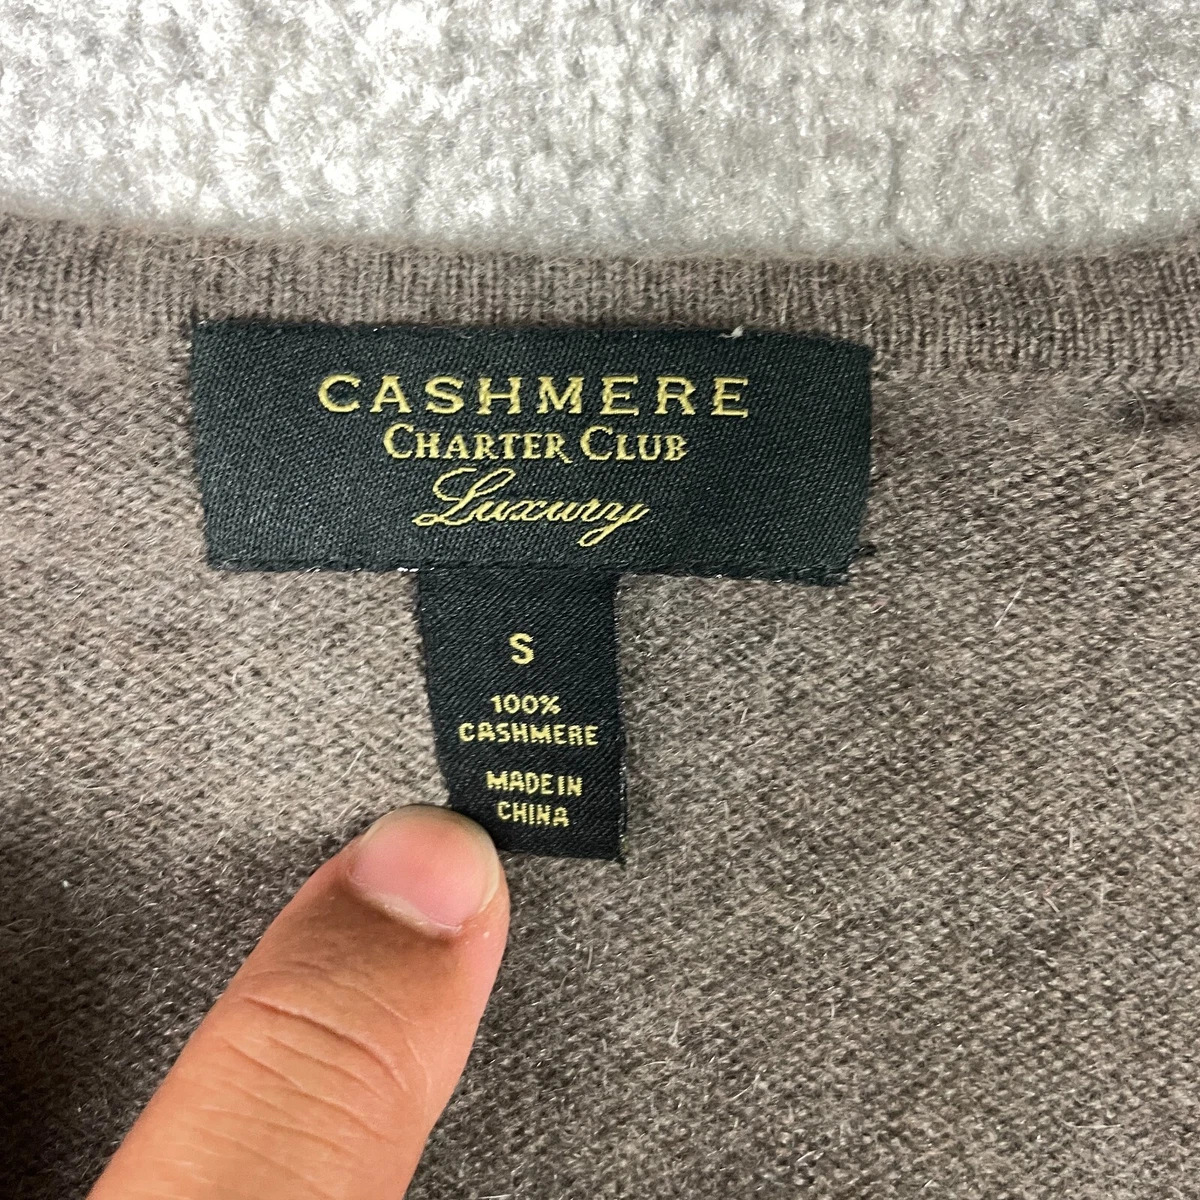 CASHMERE
CHARTER CLUB
Luxury
S
100%
CASHMERE
MADE IN
CHINA